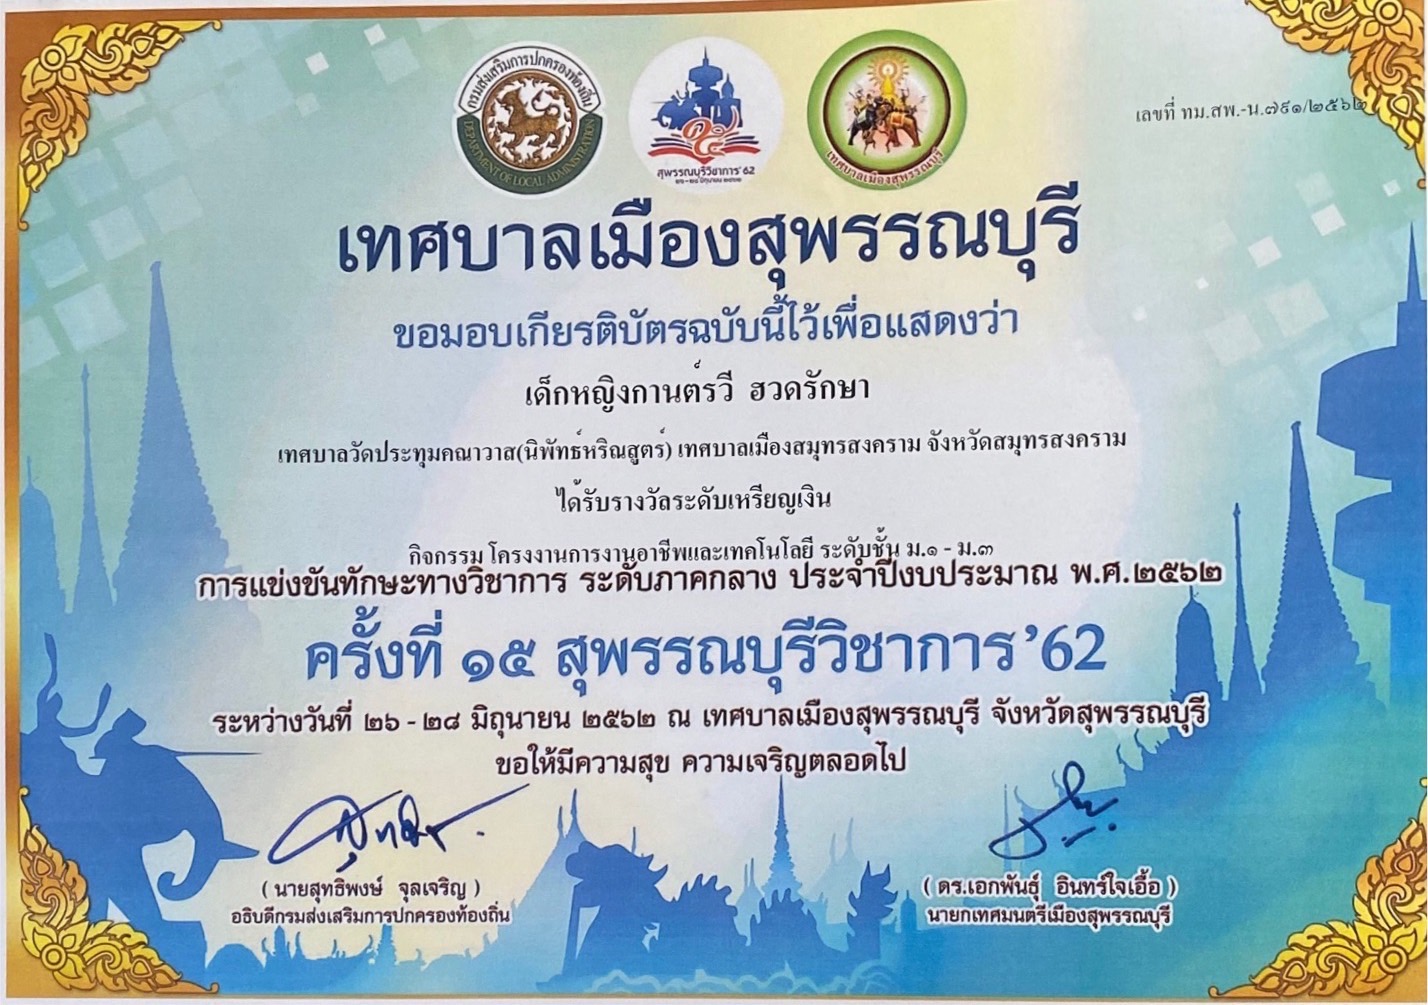 กรมส่งเสริมการปกครองท้องถิ่น
DEPARTMENT OF LOCAL ADMINISTRATION
๑๕
สุพรรณบุรีวิชาการ'62
๒๖-๒๘ มิถุนายน ๒๕๖๒
เทศบาลเมืองสุพรรณบุรี
เลขที่ ทม.สพ.-น.๗๙๑/๒๕๖๒
เทศบาลเมืองสุพรรณบุรี
ขอมอบเกียรติบัตรฉบับนี้ไว้เพื่อแสดงว่า
เด็กหญิงกานต์รวี ฮวดรักษา
เทศบาลวัดประทุมคณาวาส(นิพัทธ์หริณสูตร์) เทศบาลเมืองสมุทรสงคราม จังหวัดสมุทรสงคราม
ได้รับรางวัลระดับเหรียญเงิน
กิจกรรม โครงงานการงานอาชีพและเทคโนโลยี ระดับชั้น ม.๑ - ม.๓
การแข่งขันทักษะทางวิชาการ ระดับภาคกลาง ประจำปีงบประมาณ พ.ศ.๒๕๖๒
ครั้งที่ ๑๕ สุพรรณบุรีวิชาการ ’62
ระหว่างวันที่ ๒๖ - ๒๘ มิถุนายน ๒๕๖๒ ณ เทศบาลเมืองสุพรรณบุรี จังหวัดสุพรรณบุรี
ขอให้มีความสุข ความเจริญตลอดไป
( นายสุทธิพงษ์ จุลเจริญ )
อธิบดีกรมส่งเสริมการปกครองท้องถิ่น
( ดร.เอกพันธุ์ อินทร์ใจเอื้อ )
นายกเทศมนตรีเมืองสุพรรณบุรี